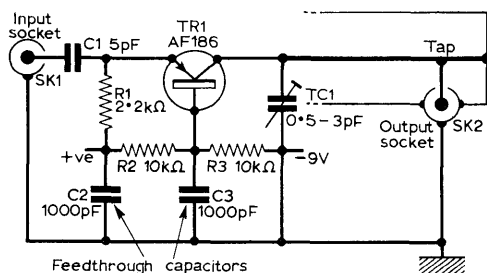 Input
socket
SK1
C1 5pF
TR1
AF186
R1
2·2kΩ
+ve
R2 10kΩ
R3 10kΩ
-9V
TC1
0·5-3pF
Tap
Output
socket
SK2
C2
1000pF
C3
1000pF
Feedthrough capacitors